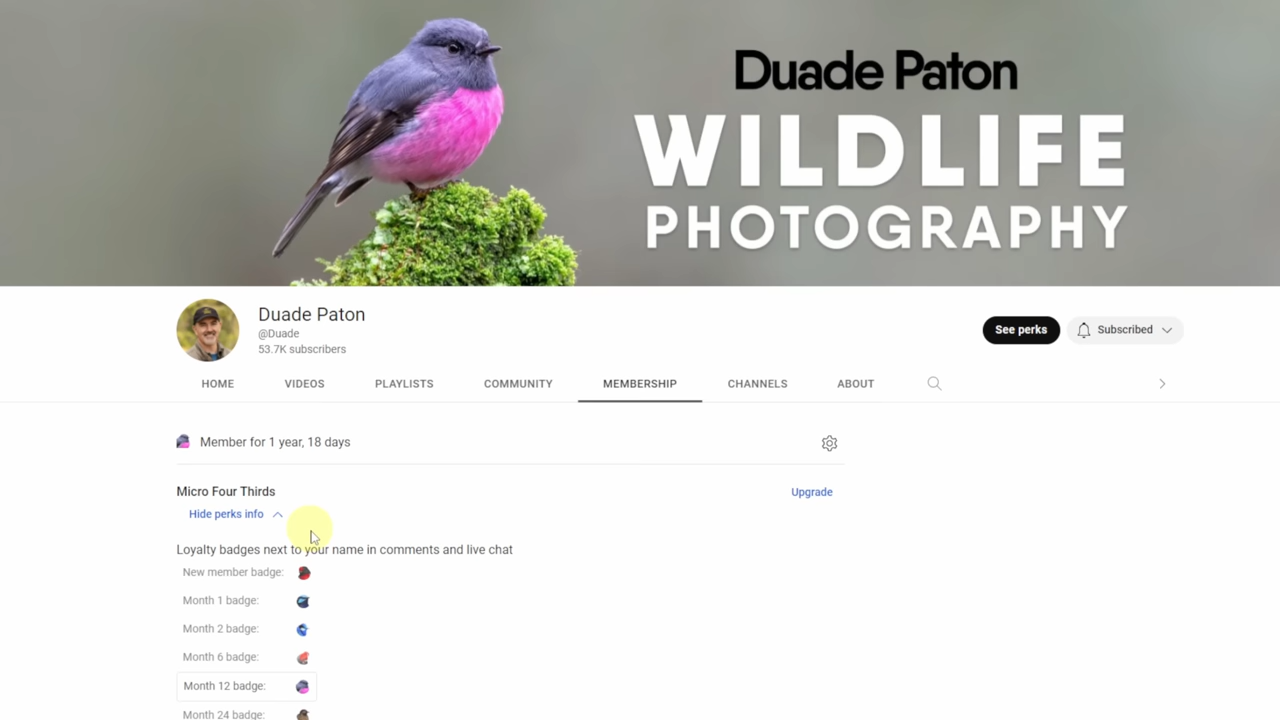 Duade Paton
WILDLIFE
PHOTOGRAPHY
Duade Paton
@Duade
53.7K subscribers
See perks
Subscribed
HOME VIDEOS PLAYLISTS COMMUNITY MEMBERSHIP CHANNELS ABOUT
Member for 1 year, 18 days
Micro Four Thirds
Upgrade
Hide perks info
Loyalty badges next to your name in comments and live chat
New member badge:
Month 1 badge:
Month 2 badge:
Month 6 badge:
Month 12 badge:
Month 24 badge: